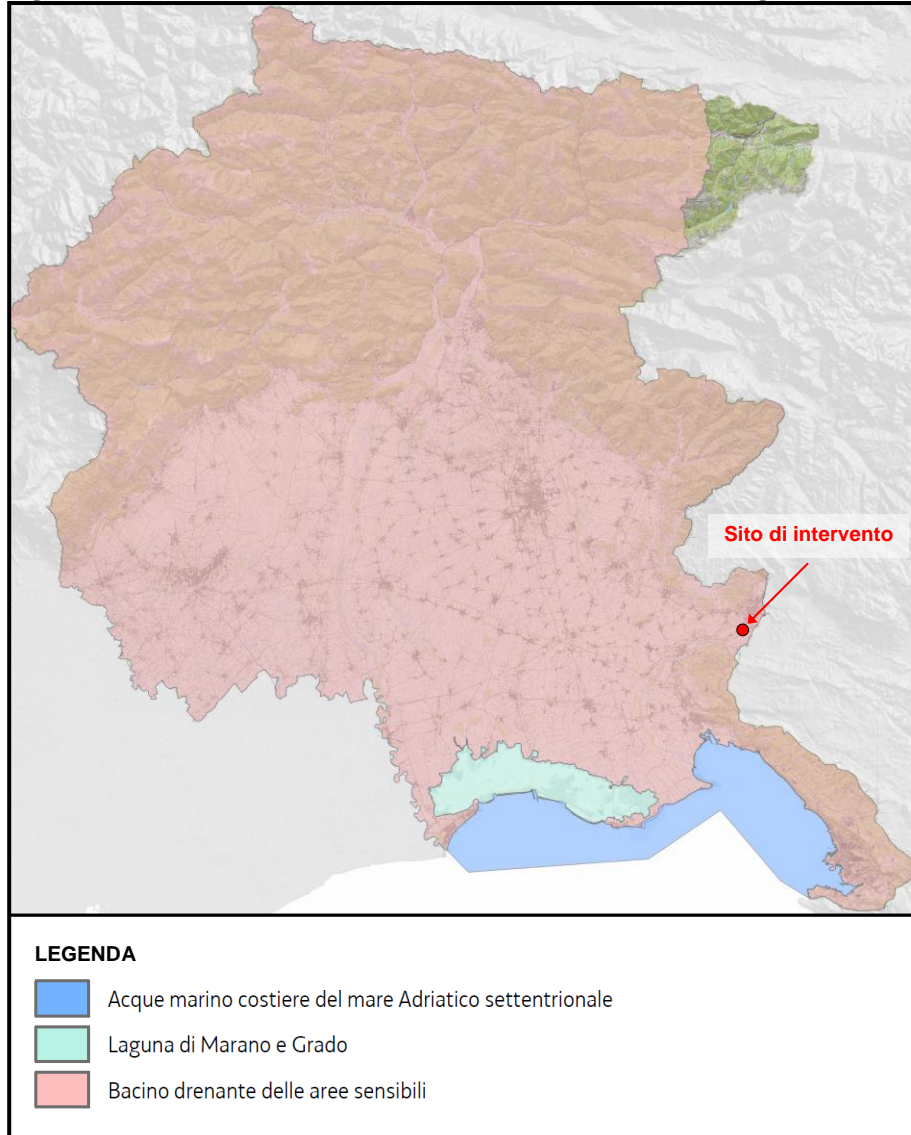 Sito di intervento
LEGENDA
Acque marino costiere del mare Adriatico settentrionale
Laguna di Marano e Grado
Bacino drenante delle aree sensibili